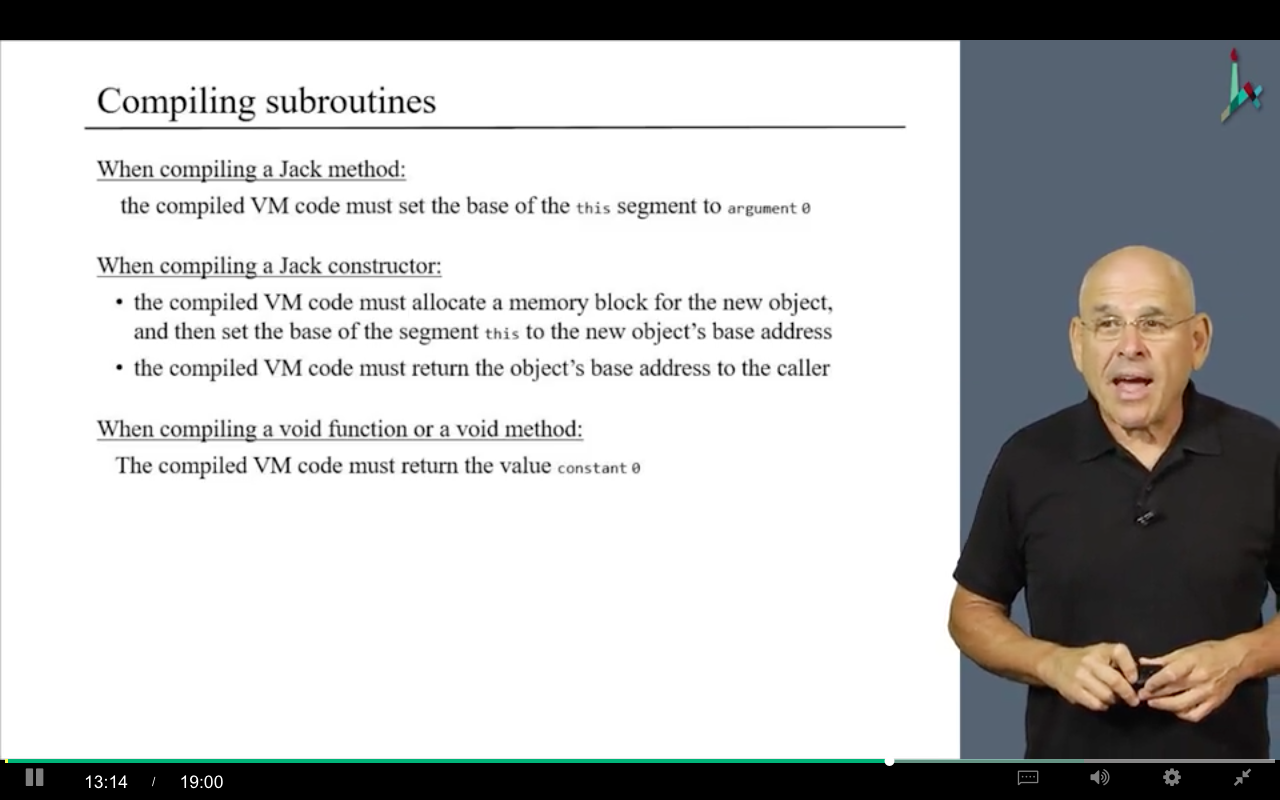 Compiling subroutines
When compiling a Jack method:
the compiled VM code must set the base of the this segment to argument 0
When compiling a Jack constructor:
• the compiled VM code must allocate a memory block for the new object,
and then set the base of the segment this to the new object’s base address
• the compiled VM code must return the object’s base address to the caller
When compiling a void function or a void method:
The compiled VM code must return the value constant 0
13:14 / 19:00